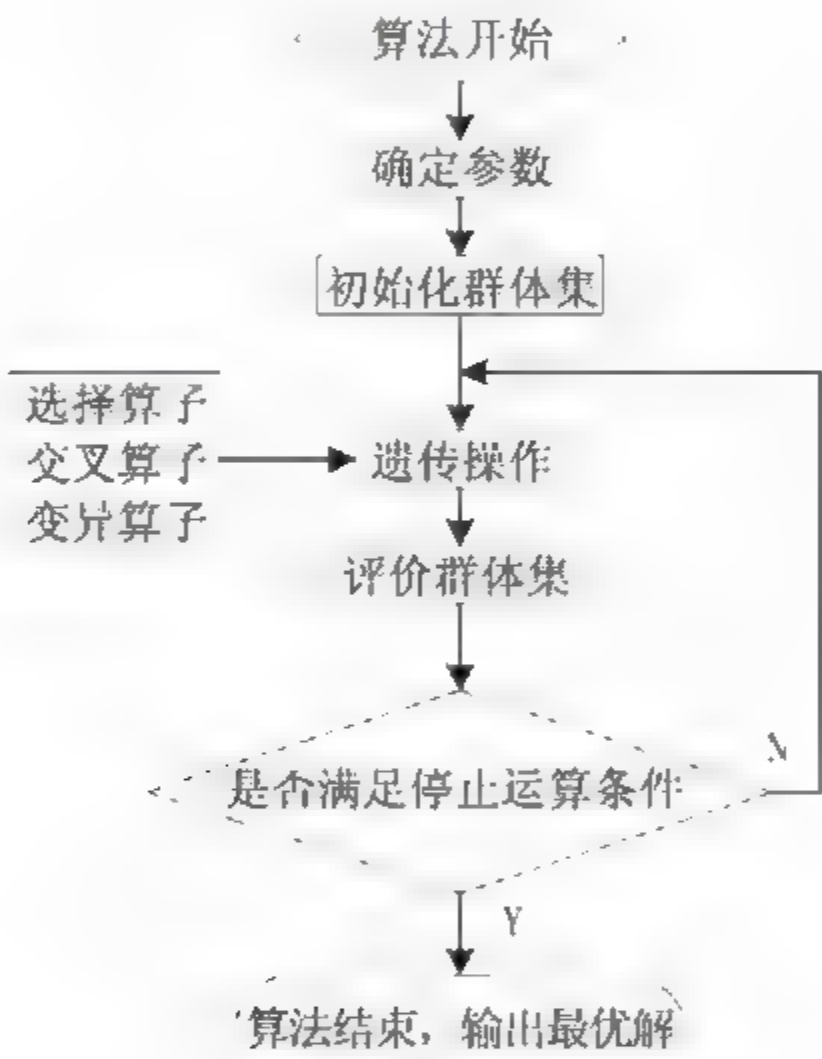 算法开始
确定参数
初始化群体集
选择算子
交叉算子
变异算子
遗传操作
评价群体集
是否满足停止运算条件
N
Y
算法结束，输出最优解